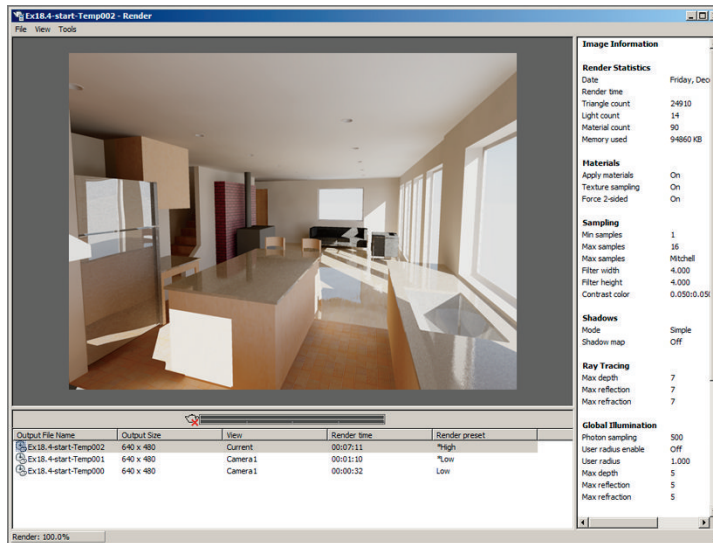 Ex18.4-start-Temp002 - Render
File View Tools
Image Information
Render Statistics
Date Friday, Dec
Render time
Triangle count 24910
Light count 14
Material count 90
Memory used 94860 KB
Materials
Apply materials On
Texture sampling On
Force 2-sided On
Sampling
Min samples 1
Max samples 16
Max samples Mitchell
Filter width 4.000
Filter height 4.000
Contrast color 0.050:0.050
Shadows
Mode Simple
Shadow map Off
Ray Tracing
Max depth 7
Max reflection 7
Max refraction 7
Global Illumination
Photon sampling 500
User radius enable Off
User radius 1.000
Max depth 5
Max reflection 5
Max refraction 5
Output File Name Output Size View Render time Render preset
Ex18.4-start-Temp002 640 x 480 Current 00:07:11 *High
Ex18.4-start-Temp001 640 x 480 Camera1 00:01:10 *Low
Ex18.4-start-Temp000 640 x 480 Camera1 00:00:32 Low
Render: 100.0%